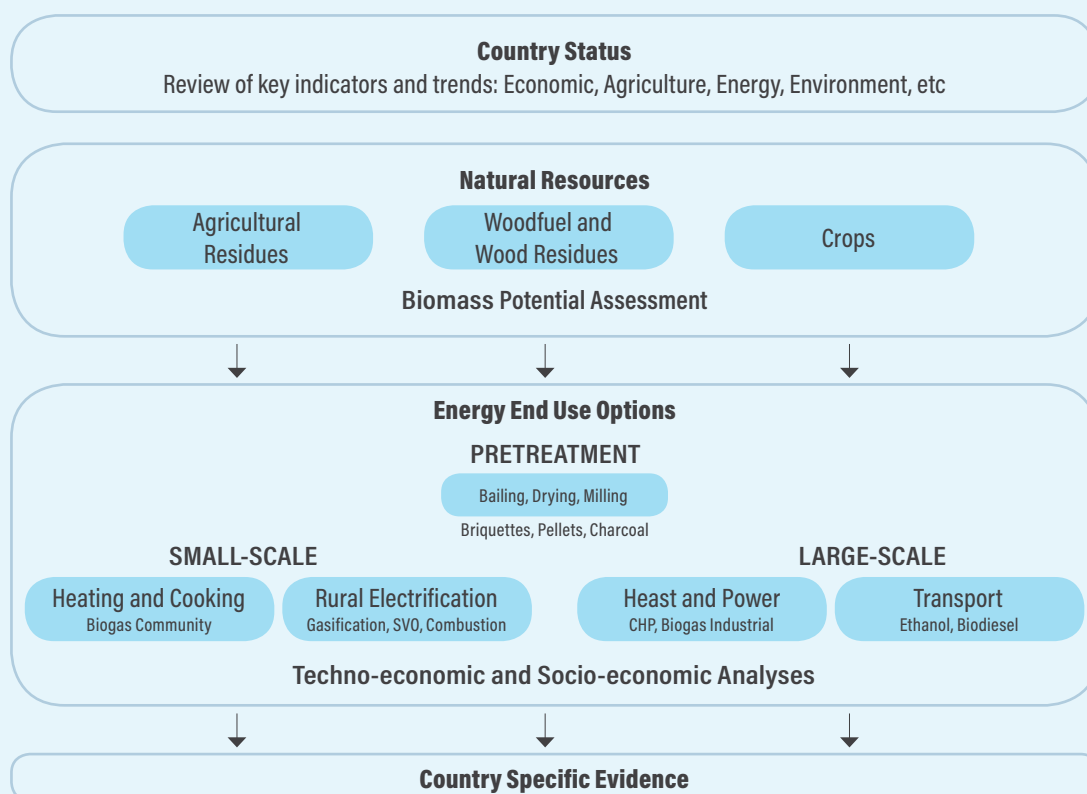 Country Status
Review of key indicators and trends: Economic, Agriculture, Energy, Environment, etc
Natural Resources
Agricultural
Residues
Woodfuel and
Wood Residues
Crops
Biomass Potential Assessment
Energy End Use Options
PRETREATMENT
Bailing, Drying, Milling
Briquettes, Pellets, Charcoal
SMALL-SCALE
LARGE-SCALE
Heating and Cooking
Biogas Community
Rural Electrification
Gasification, SVO, Combustion
Heast and Power
CHP, Biogas Industrial
Transport
Ethanol, Biodiesel
Techno-economic and Socio-economic Analyses
Country Specific Evidence